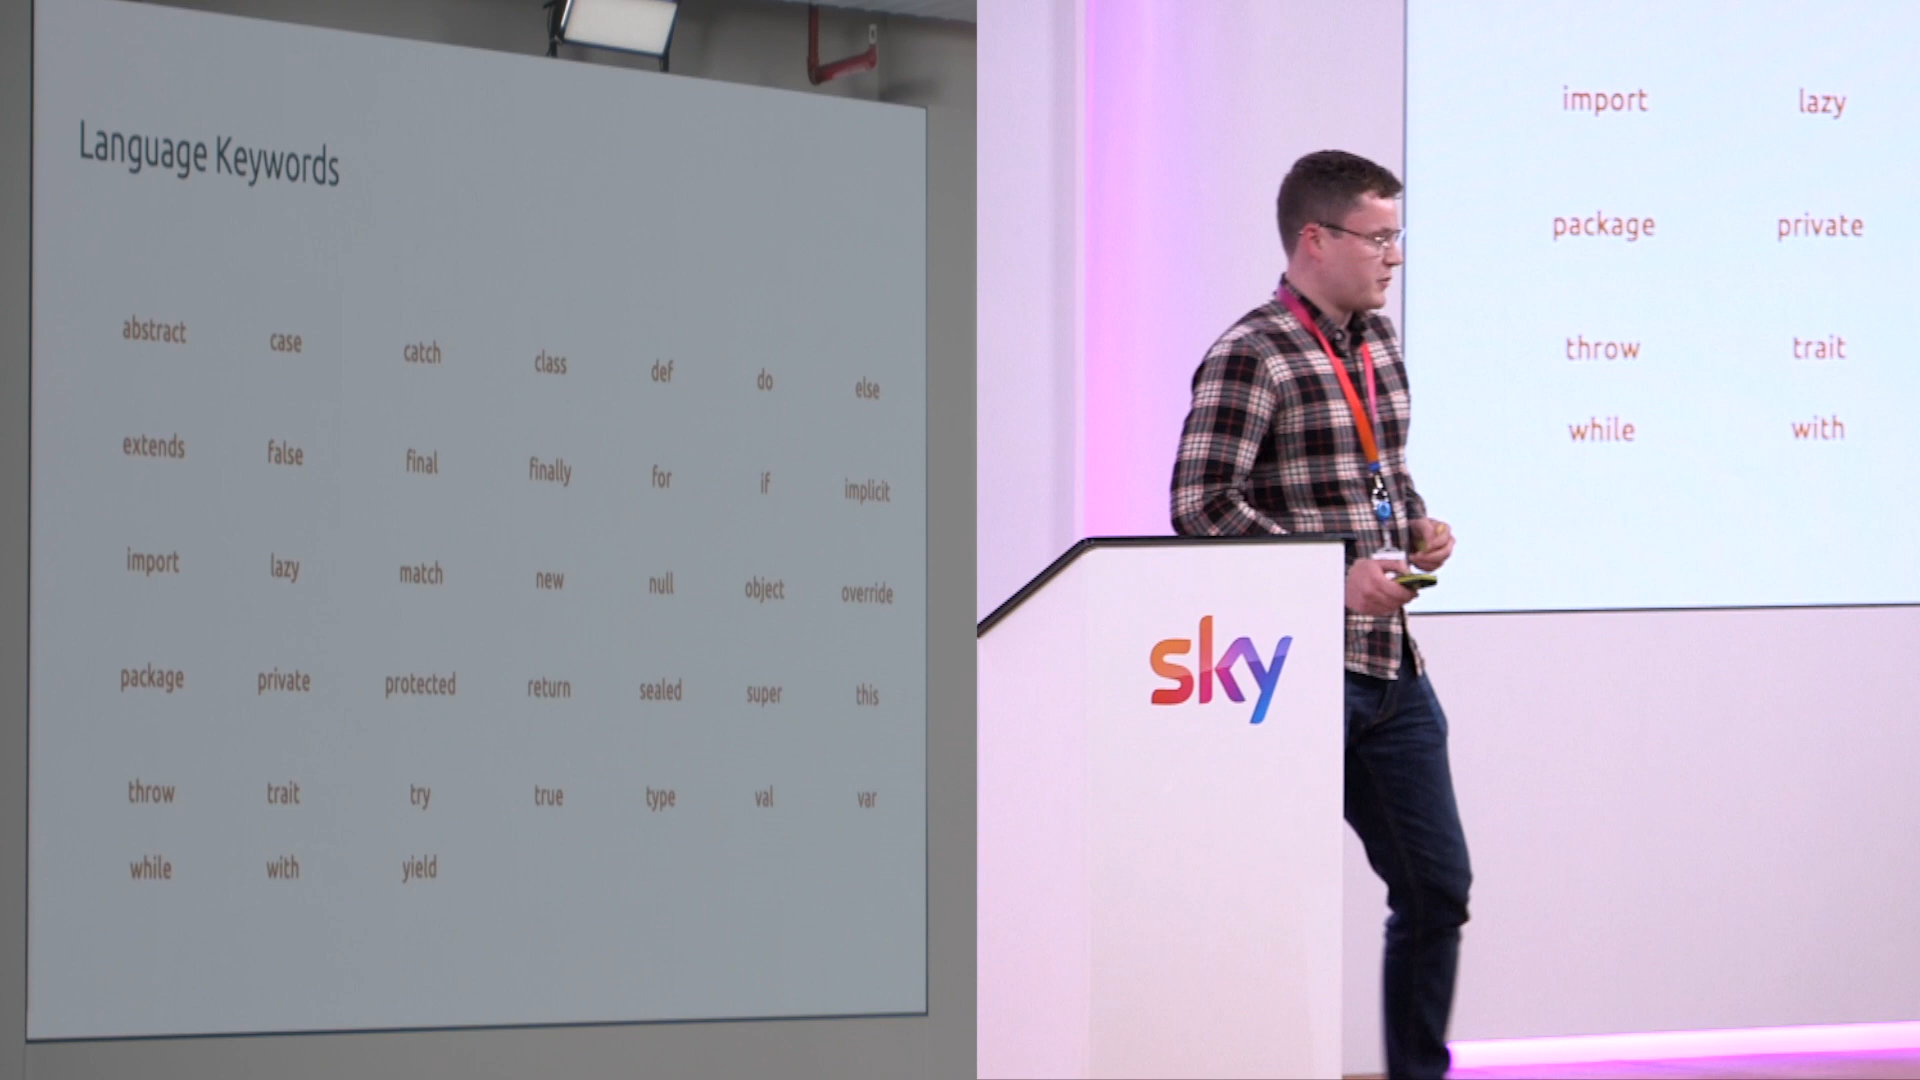 Language Keywords
abstract case catch class def do else
extends false final finally for if implicit
import lazy match new null object override
package private protected return sealed super this
throw trait try true type val var
while with yield
import lazy
package private
throw trait
while with
sky